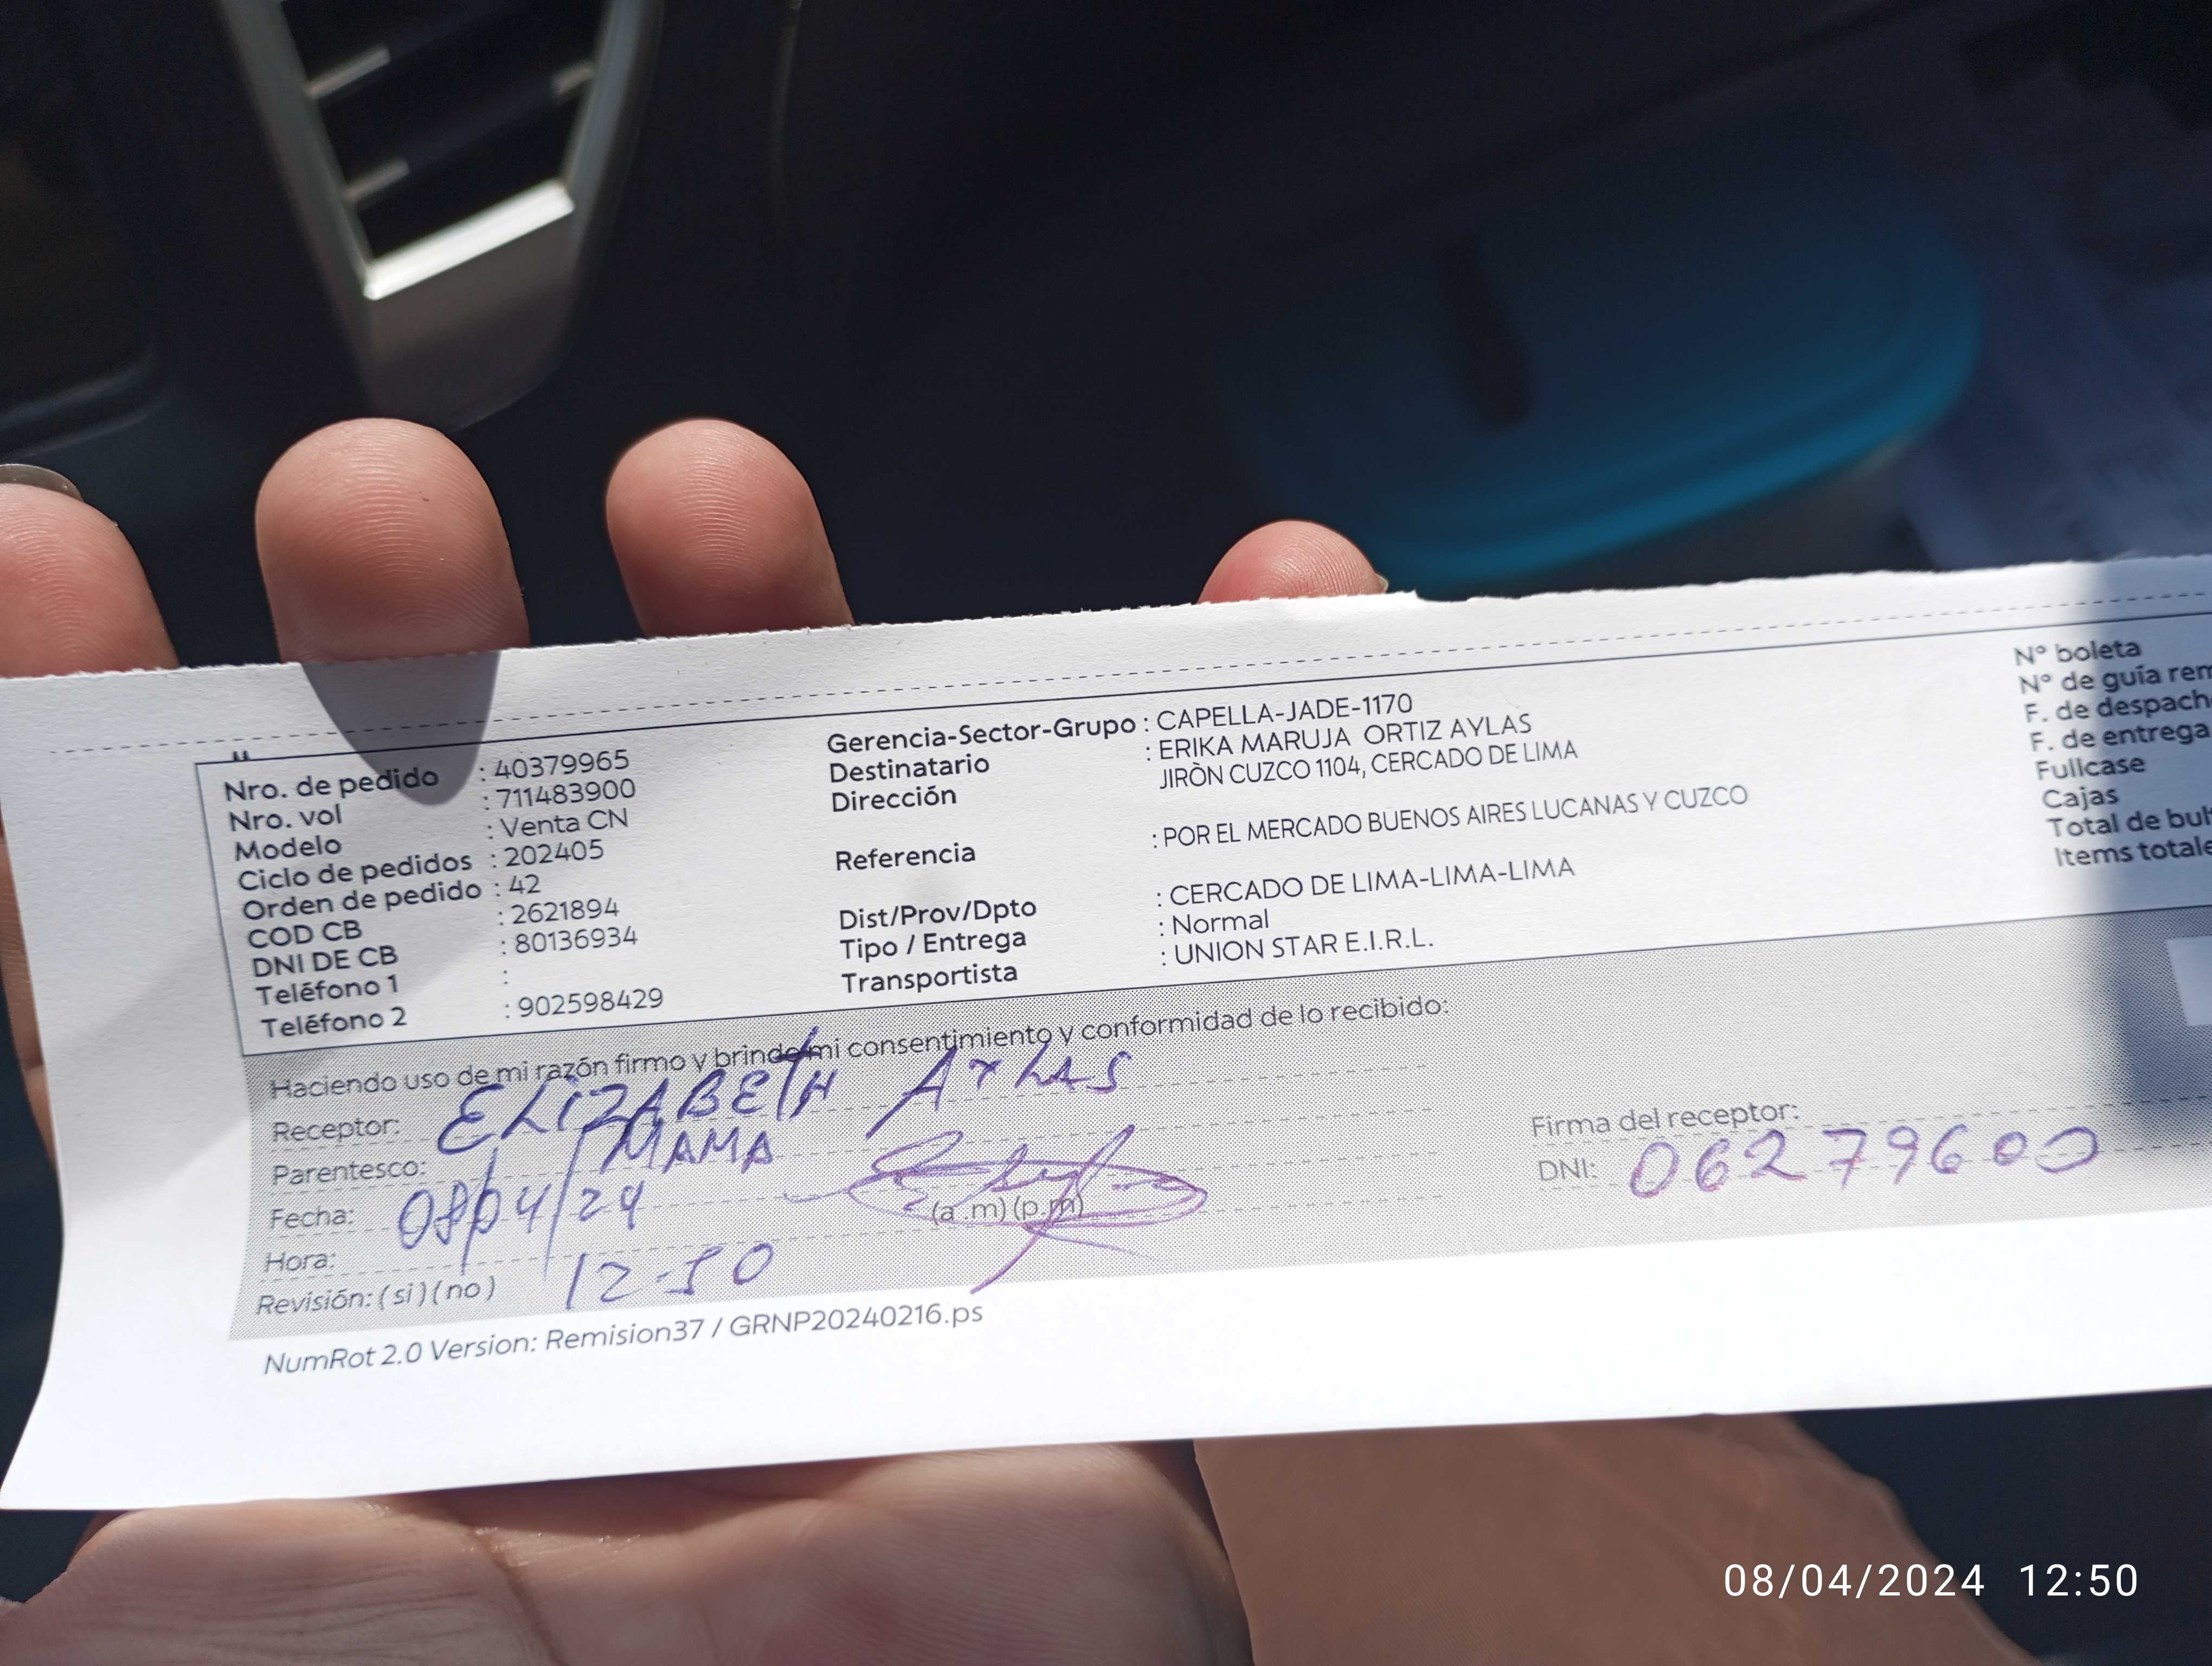 Nro. de pedido : 40379965
Nro. vol : 711483900
Modelo : Venta CN
Ciclo de pedidos : 202405
Orden de pedido : 42
COD CB : 2621894
DNI DE CB : 80136934
Teléfono 1 :
Teléfono 2 : 902598429
Gerencia-Sector-Grupo : CAPELLA-JADE-1170
Destinatario : ERIKA MARUJA ORTIZ AYLAS
Dirección JIRÒN CUZCO 1104, CERCADO DE LIMA
Referencia : POR EL MERCADO BUENOS AIRES LUCANAS Y CUZCO
Dist/Prov/Dpto : CERCADO DE LIMA-LIMA-LIMA
Tipo / Entrega : Normal
Transportista : UNION STAR E.I.R.L.
N° boleta
N° de guía rem
F. de despach
F. de entrega
Fullcase
Cajas
Total de bul
Items totale
Haciendo uso de mi razón firmo y brindo mi consentimiento y conformidad de lo recibido:
Receptor: ELIZABETH AYLAS
Parentesco: MAMA
Fecha: 08/04/24
Hora: (a.m) (p.m)
Revisión: (si) (no) 12-50
Firma del receptor:
DNI: 06279600
NumRot 2.0 Version: Remision37 / GRNP20240216.ps
08/04/2024 12:50